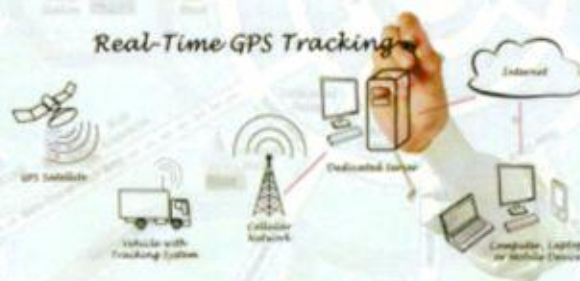 Real-Time GPS Tracking
Internet
GPS Satellite
Dedicated Server
Vehicle with
Tracking System
Cellular
Network
Computer, Laptop
or Mobile Device